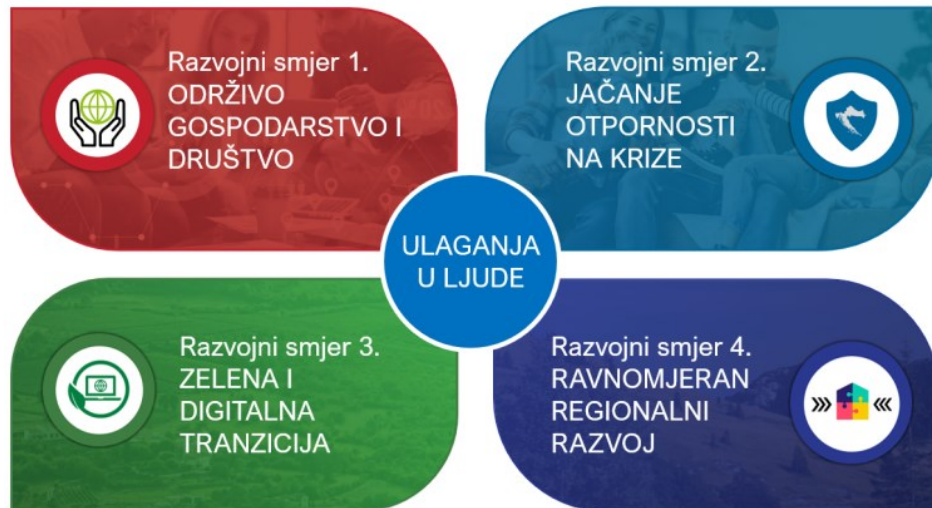 Razvojni smjer 1.
ODRŽIVO
GOSPODARSTVO I
DRUŠTVO
Razvojni smjer 2.
JAČANJE
OTPORNOSTI
NA KRIZE
ULAGANJA
U LJUDE
Razvojni smjer 3.
ZELENA I
DIGITALNA
TRANZICIJA
Razvojni smjer 4.
RAVNOMJERAN
REGIONALNI
RAZVOJ